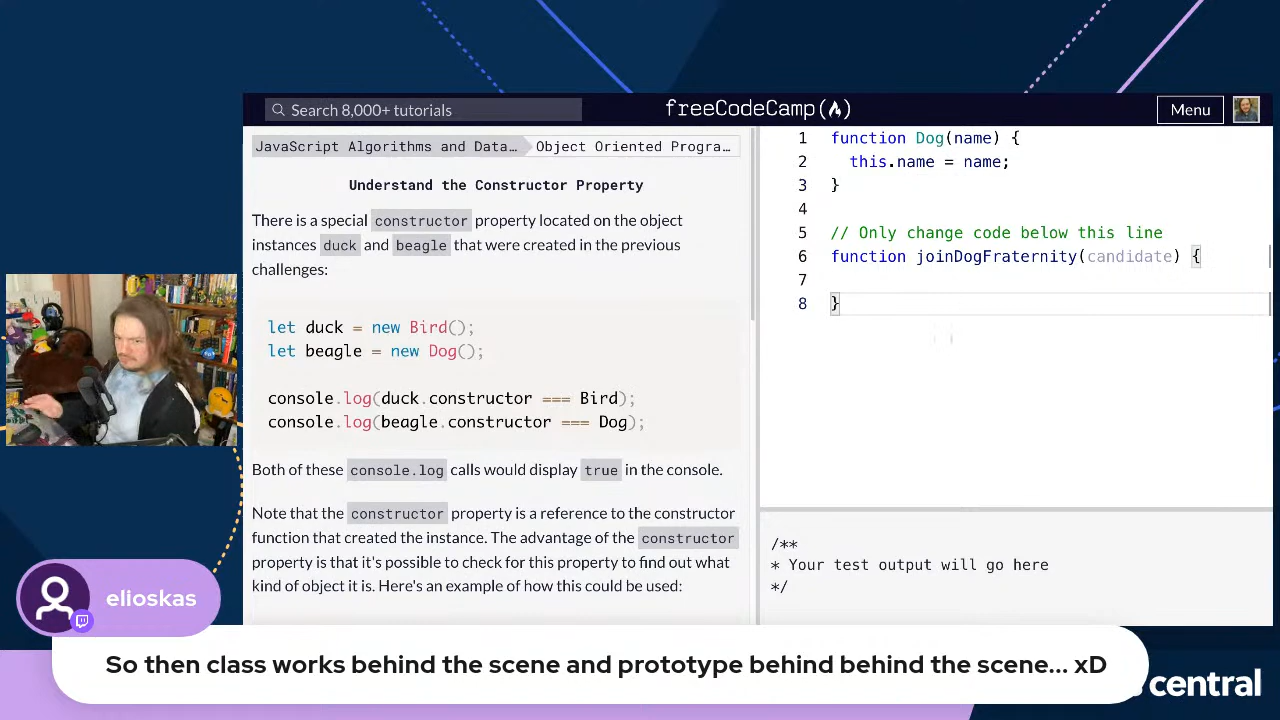 Search 8,000+ tutorials
freeCodeCamp
Menu
JavaScript Algorithms and Data…
Object Oriented Progra…
Understand the Constructor Property
There is a special constructor property located on the object
instances duck and beagle that were created in the previous
challenges:
let duck = new Bird();
let beagle = new Dog();
console.log(duck.constructor === Bird);
console.log(beagle.constructor === Dog);
Both of these console.log calls would display true in the console.
Note that the constructor property is a reference to the constructor
function that created the instance. The advantage of the constructor
property is that it's possible to check for this property to find out what
kind of object it is. Here's an example of how this could be used:
1 function Dog(name) {
2 this.name = name;
3 }
4
5 // Only change code below this line
6 function joinDogFraternity(candidate) {
7
8 }
/**
* Your test output will go here
*/
elioskas
So then class works behind the scene and prototype behind behind the scene... xD
central